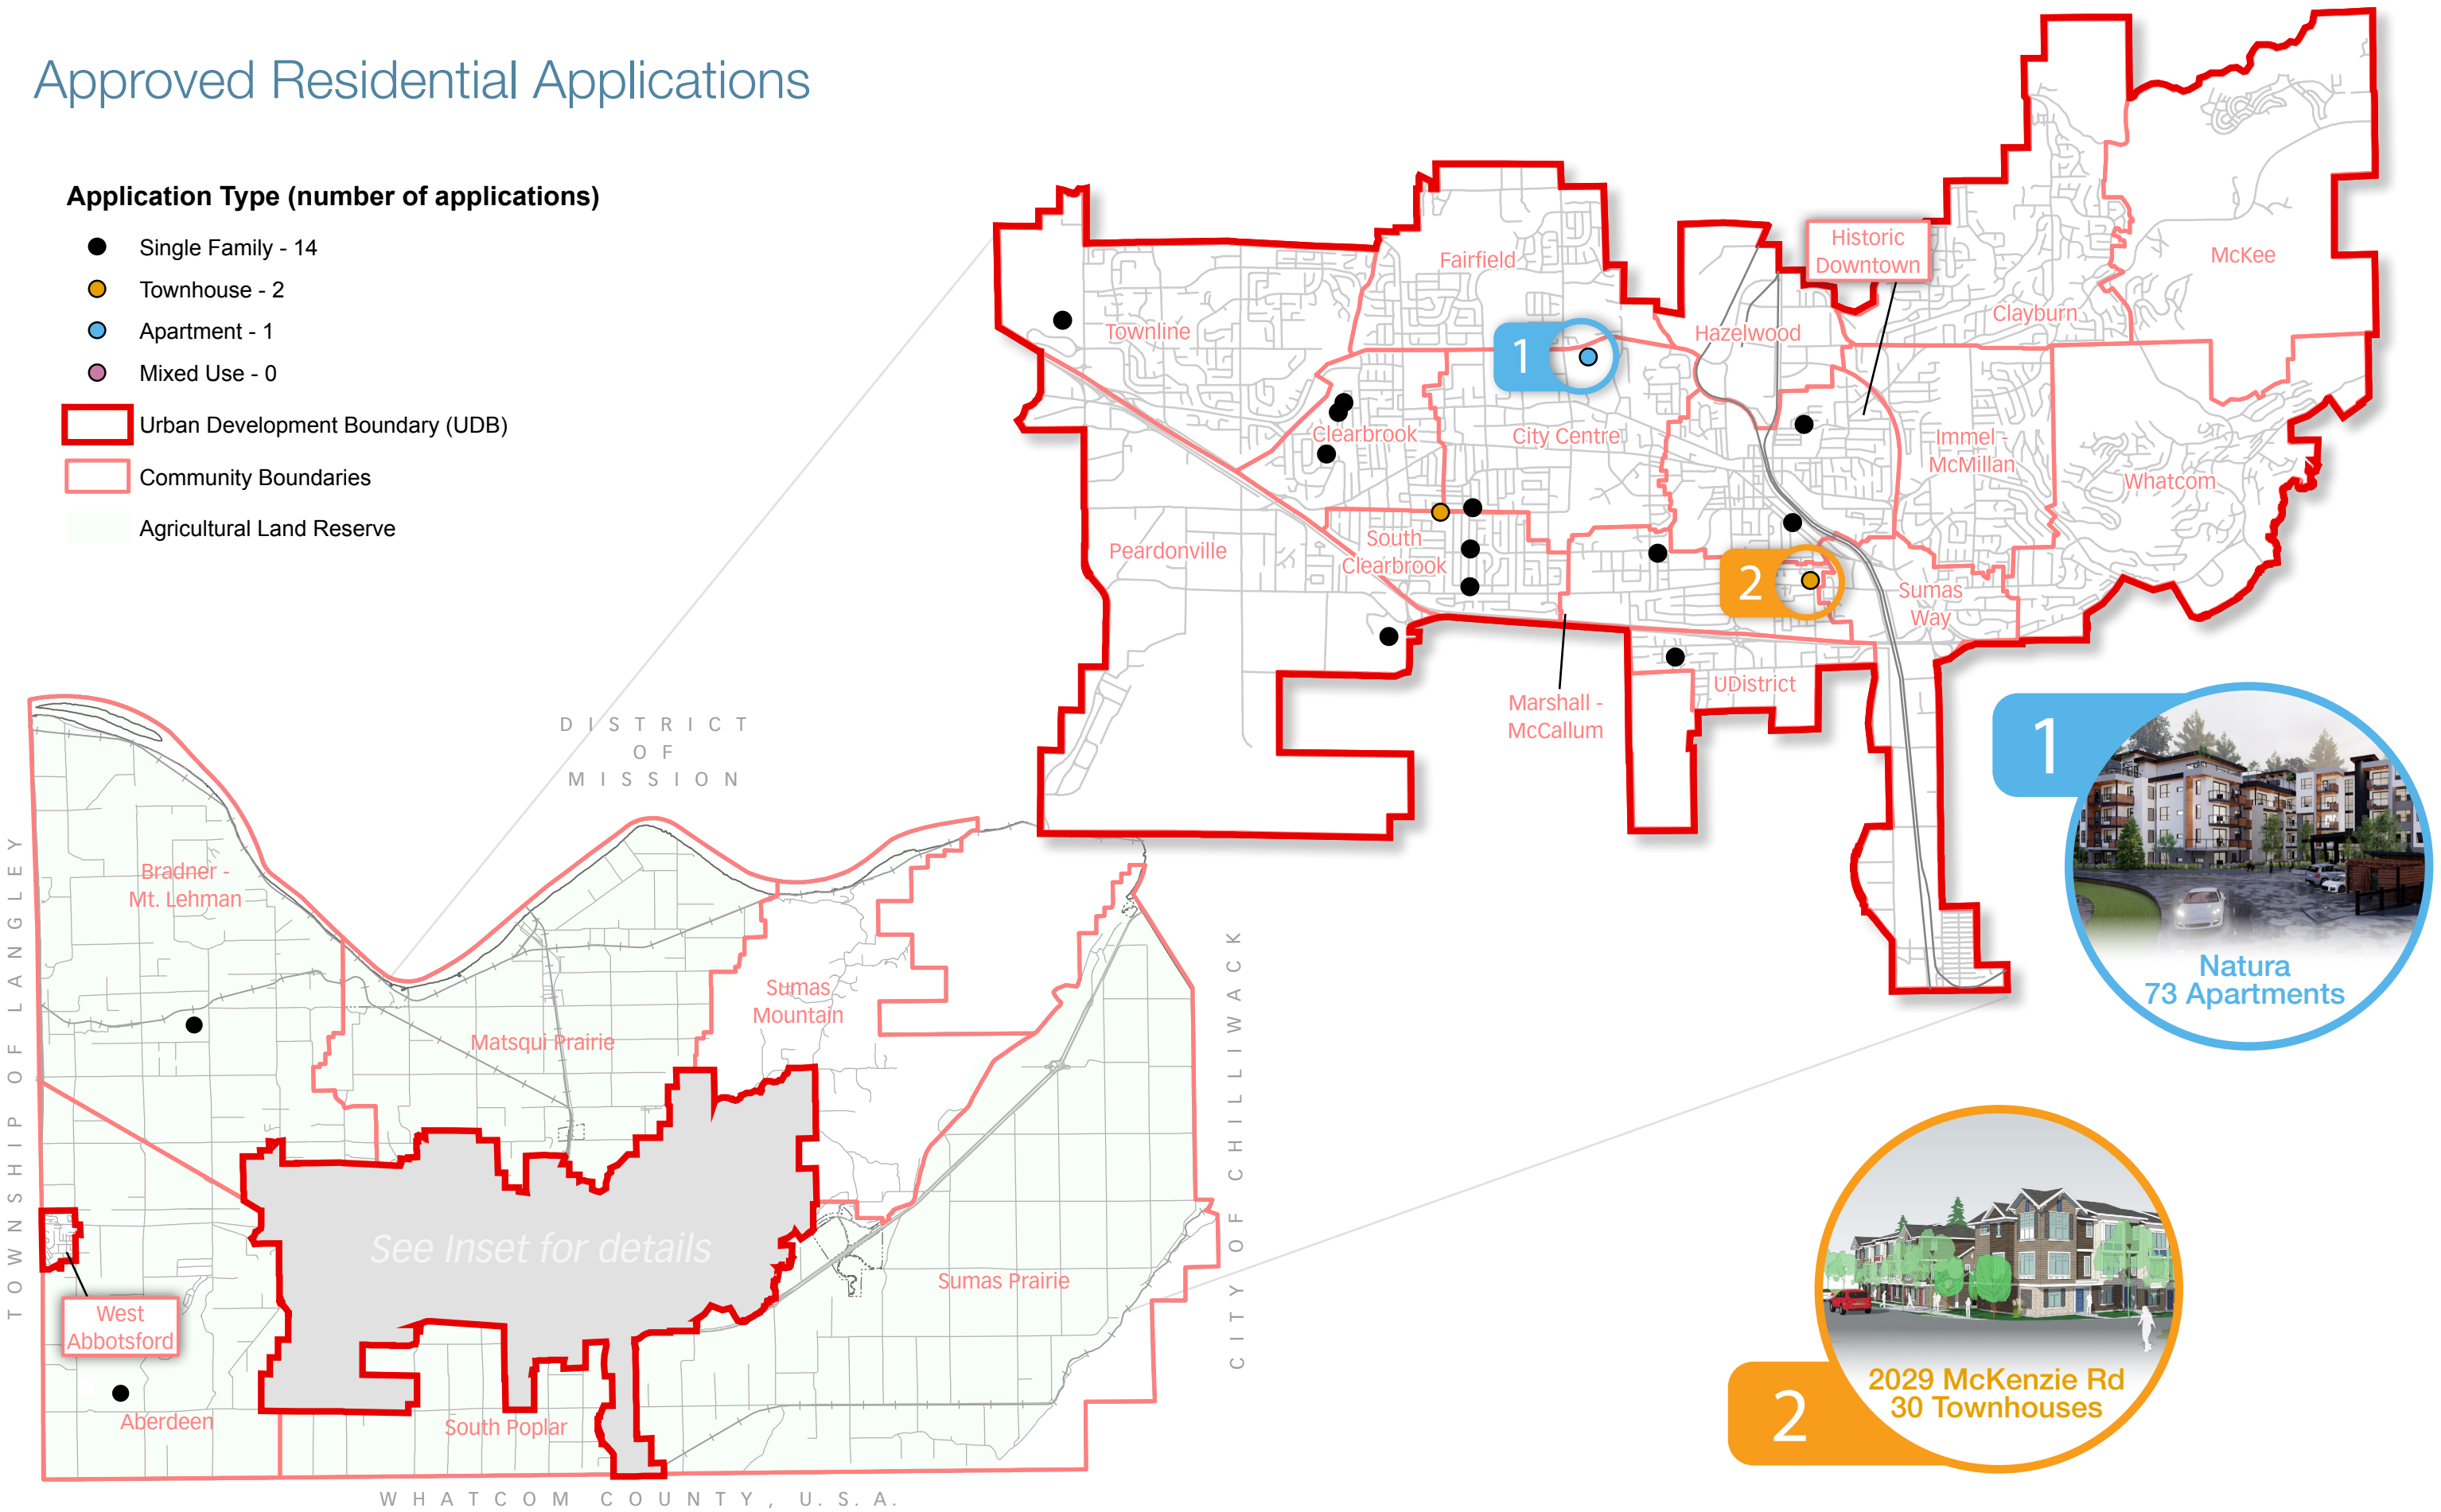 Approved Residential Applications
Application Type (number of applications)
Single Family - 14
Townhouse - 2
Apartment - 1
Mixed Use - 0
Urban Development Boundary (UDB)
Community Boundaries
Agricultural Land Reserve
Historic
Downtown
McKee
Fairfield
Clayburn
Townline
Hazelwood
1
Clearbrook
City Centre
Immel -
McMillan
Whatcom
Peardonville
South
Clearbrook
2
Sumas
Way
UDistrict
Marshall -
McCallum
DISTRICT
OF
MISSION
TOWNSHIP OF LANGLEY
CITY OF CHILLIWACK
WHATCOM COUNTY, U.S.A.
Bradner -
Mt. Lehman
Matsqui Prairie
Sumas
Mountain
See Inset for details
Sumas Prairie
West
Abbotsford
Aberdeen
South Poplar
1
Natura
73 Apartments
2
2029 McKenzie Rd
30 Townhouses